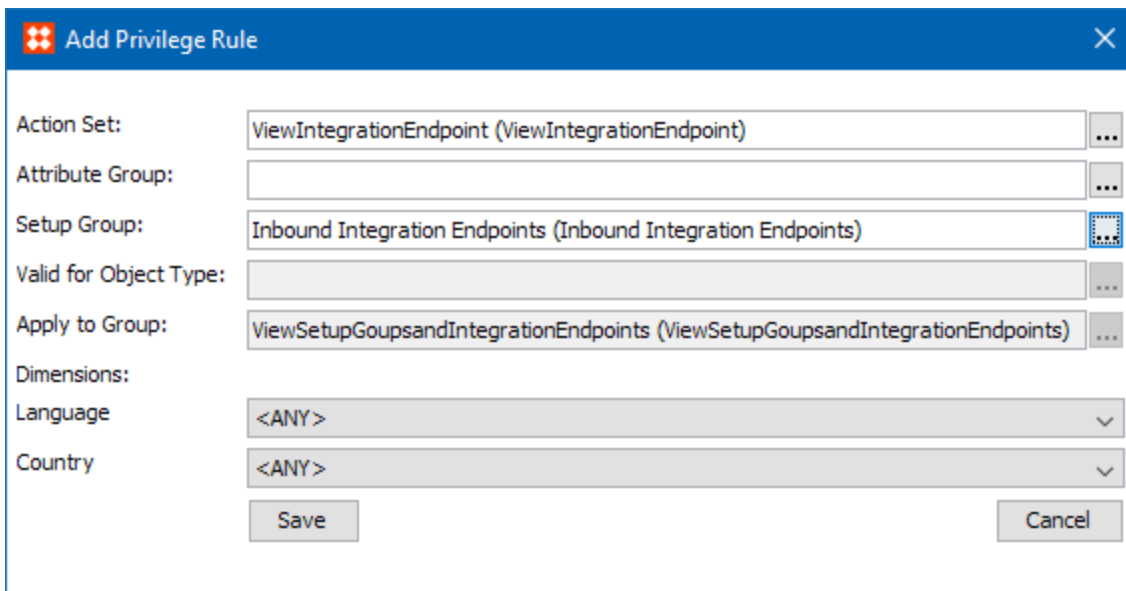 Add Privilege Rule
Action Set: ViewIntegrationEndpoint (ViewIntegrationEndpoint) ...
Attribute Group: ...
Setup Group: Inbound Integration Endpoints (Inbound Integration Endpoints) ...
Valid for Object Type: ...
Apply to Group: ViewSetupGoupsandIntegrationEndpoints (ViewSetupGoupsandIntegrationEndpoints) ...
Dimensions:
Language <ANY>
Country <ANY>
Save Cancel